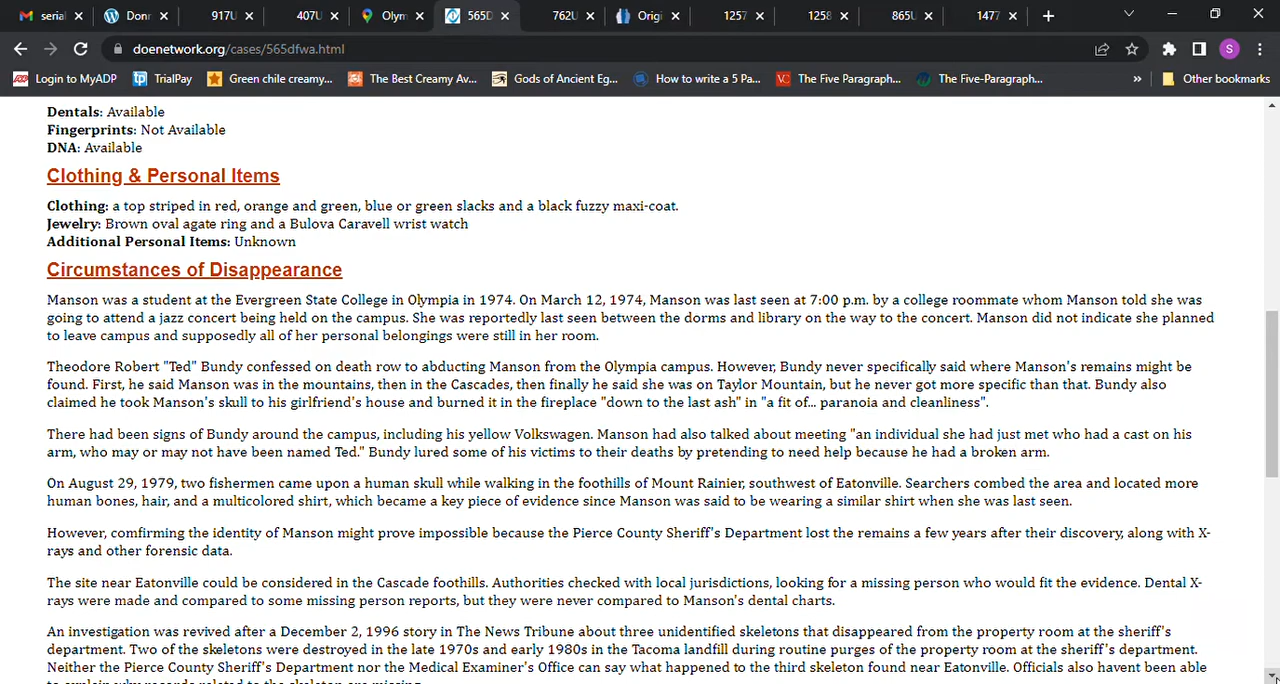 serial
Donr
917U
407U
Olym
565D
762U
Origi
1257
1258
865U
1477
doenetwork.org/cases/565dfwa.html
S
Login to MyADP
TrialPay
Green chile creamy...
The Best Creamy Av...
Gods of Ancient Eg...
How to write a 5 Pa...
The Five Paragraph...
The Five-Paragraph...
»
Other bookmarks
Dentals: Available
Fingerprints: Not Available
DNA: Available
Clothing & Personal Items
Clothing: a top striped in red, orange and green, blue or green slacks and a black fuzzy maxi-coat.
Jewelry: Brown oval agate ring and a Bulova Caravell wrist watch
Additional Personal Items: Unknown
Circumstances of Disappearance
Manson was a student at the Evergreen State College in Olympia in 1974. On March 12, 1974, Manson was last seen at 7:00 p.m. by a college roommate whom Manson told she was
going to attend a jazz concert being held on the campus. She was reportedly last seen between the dorms and library on the way to the concert. Manson did not indicate she planned
to leave campus and supposedly all of her personal belongings were still in her room.
Theodore Robert "Ted" Bundy confessed on death row to abducting Manson from the Olympia campus. However, Bundy never specifically said where Manson's remains might be
found. First, he said Manson was in the mountains, then in the Cascades, then finally he said she was on Taylor Mountain, but he never got more specific than that. Bundy also
claimed he took Manson's skull to his girlfriend's house and burned it in the fireplace "down to the last ash" in "a fit of... paranoia and cleanliness".
There had been signs of Bundy around the campus, including his yellow Volkswagen. Manson had also talked about meeting "an individual she had just met who had a cast on his
arm, who may or may not have been named Ted." Bundy lured some of his victims to their deaths by pretending to need help because he had a broken arm.
On August 29, 1979, two fishermen came upon a human skull while walking in the foothills of Mount Rainier, southwest of Eatonville. Searchers combed the area and located more
human bones, hair, and a multicolored shirt, which became a key piece of evidence since Manson was said to be wearing a similar shirt when she was last seen.
However, comfirming the identity of Manson might prove impossible because the Pierce County Sheriff's Department lost the remains a few years after their discovery, along with X-
rays and other forensic data.
The site near Eatonville could be considered in the Cascade foothills. Authorities checked with local jurisdictions, looking for a missing person who would fit the evidence. Dental X-
rays were made and compared to some missing person reports, but they were never compared to Manson's dental charts.
An investigation was revived after a December 2, 1996 story in The News Tribune about three unidentified skeletons that disappeared from the property room at the sheriff's
department. Two of the skeletons were destroyed in the late 1970s and early 1980s in the Tacoma landfill during routine purges of the property room at the sheriff's department.
Neither the Pierce County Sheriff's Department nor the Medical Examiner's Office can say what happened to the third skeleton found near Eatonville. Officials also havent been able
to explain why records related to the skeleton are missing.